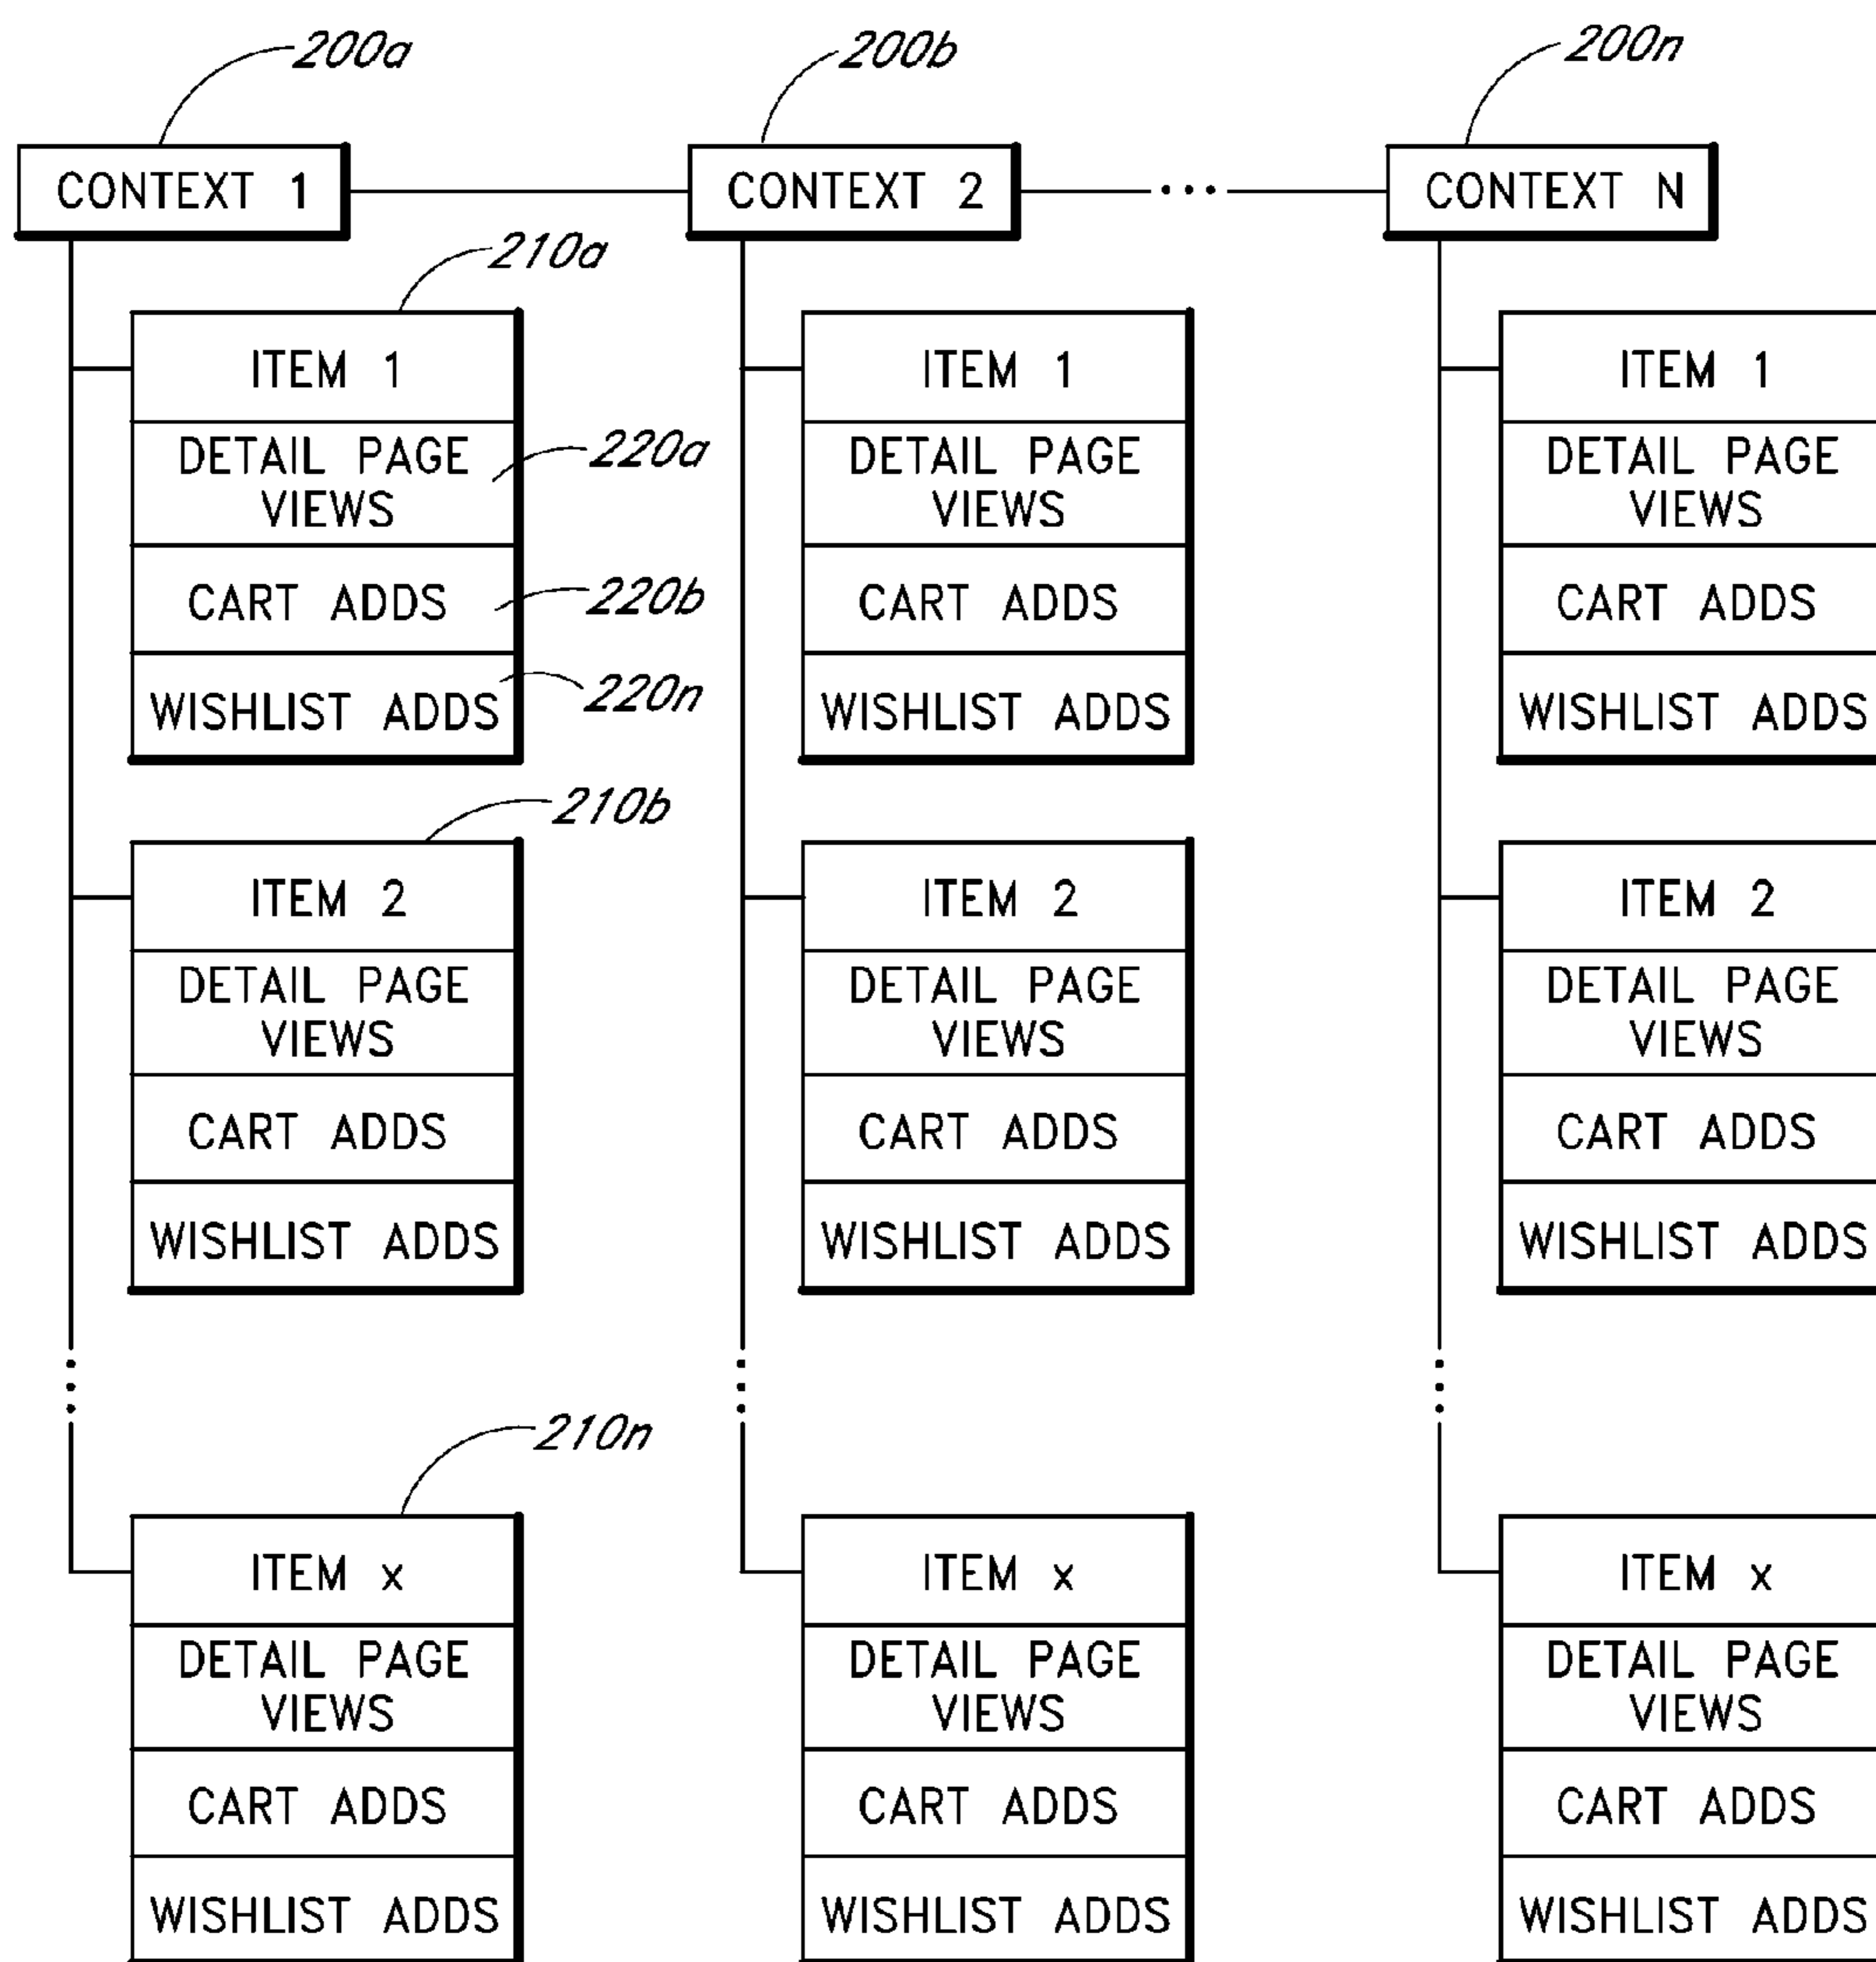 200a 200b 200n
CONTEXT 1 CONTEXT 2 ... CONTEXT N
210a
ITEM 1 ITEM 1 ITEM 1
DETAIL PAGE DETAIL PAGE DETAIL PAGE
220a
VIEWS VIEWS VIEWS
CART ADDS 220b CART ADDS CART ADDS
220n
WISHLIST ADDS WISHLIST ADDS WISHLIST ADDS
210b
ITEM 2 ITEM 2 ITEM 2
DETAIL PAGE DETAIL PAGE DETAIL PAGE
VIEWS VIEWS VIEWS
CART ADDS CART ADDS CART ADDS
WISHLIST ADDS WISHLIST ADDS WISHLIST ADDS
210n
ITEM x ITEM x ITEM x
DETAIL PAGE DETAIL PAGE DETAIL PAGE
VIEWS VIEWS VIEWS
CART ADDS CART ADDS CART ADDS
WISHLIST ADDS WISHLIST ADDS WISHLIST ADDS